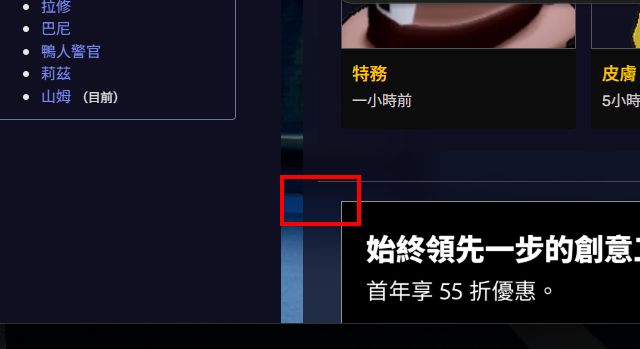 拉修
巴尼
鴨人警官
莉茲
山姆 （目前）
特務
一小時前
皮膚
5小時
始終領先一步的創意
首年享 55 折優惠。